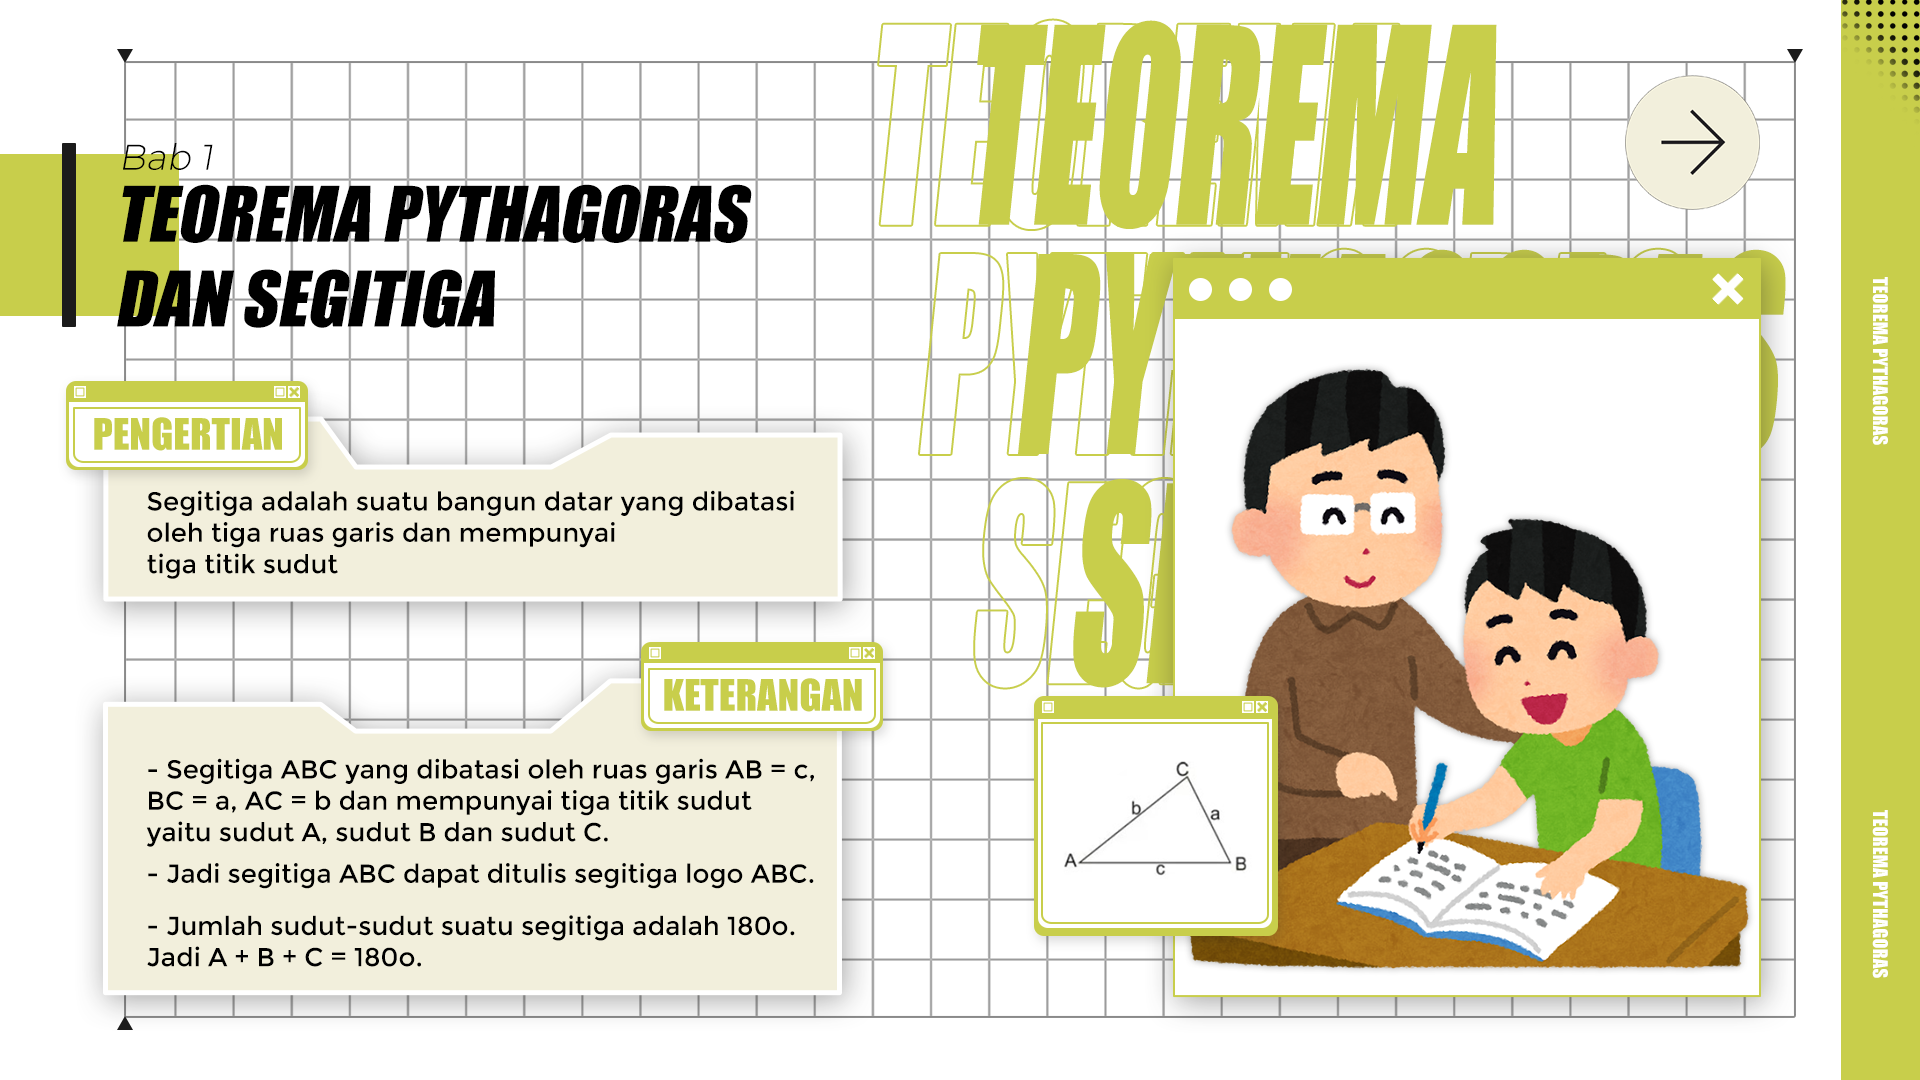 TEOREMA
PY
SA
Bab 1
TEOREMA PYTHAGORAS
DAN SEGITIGA
PENGERTIAN
Segitiga adalah suatu bangun datar yang dibatasi
oleh tiga ruas garis dan mempunyai
tiga titik sudut
KETERANGAN
- Segitiga ABC yang dibatasi oleh ruas garis AB = c,
BC = a, AC = b dan mempunyai tiga titik sudut
yaitu sudut A, sudut B dan sudut C.
- Jadi segitiga ABC dapat ditulis segitiga logo ABC.
- Jumlah sudut-sudut suatu segitiga adalah 180o.
Jadi A + B + C = 180o.
C
b
a
A
c
B
TEOREMA PYTHAGORAS
TEOREMA PYTHAGORAS